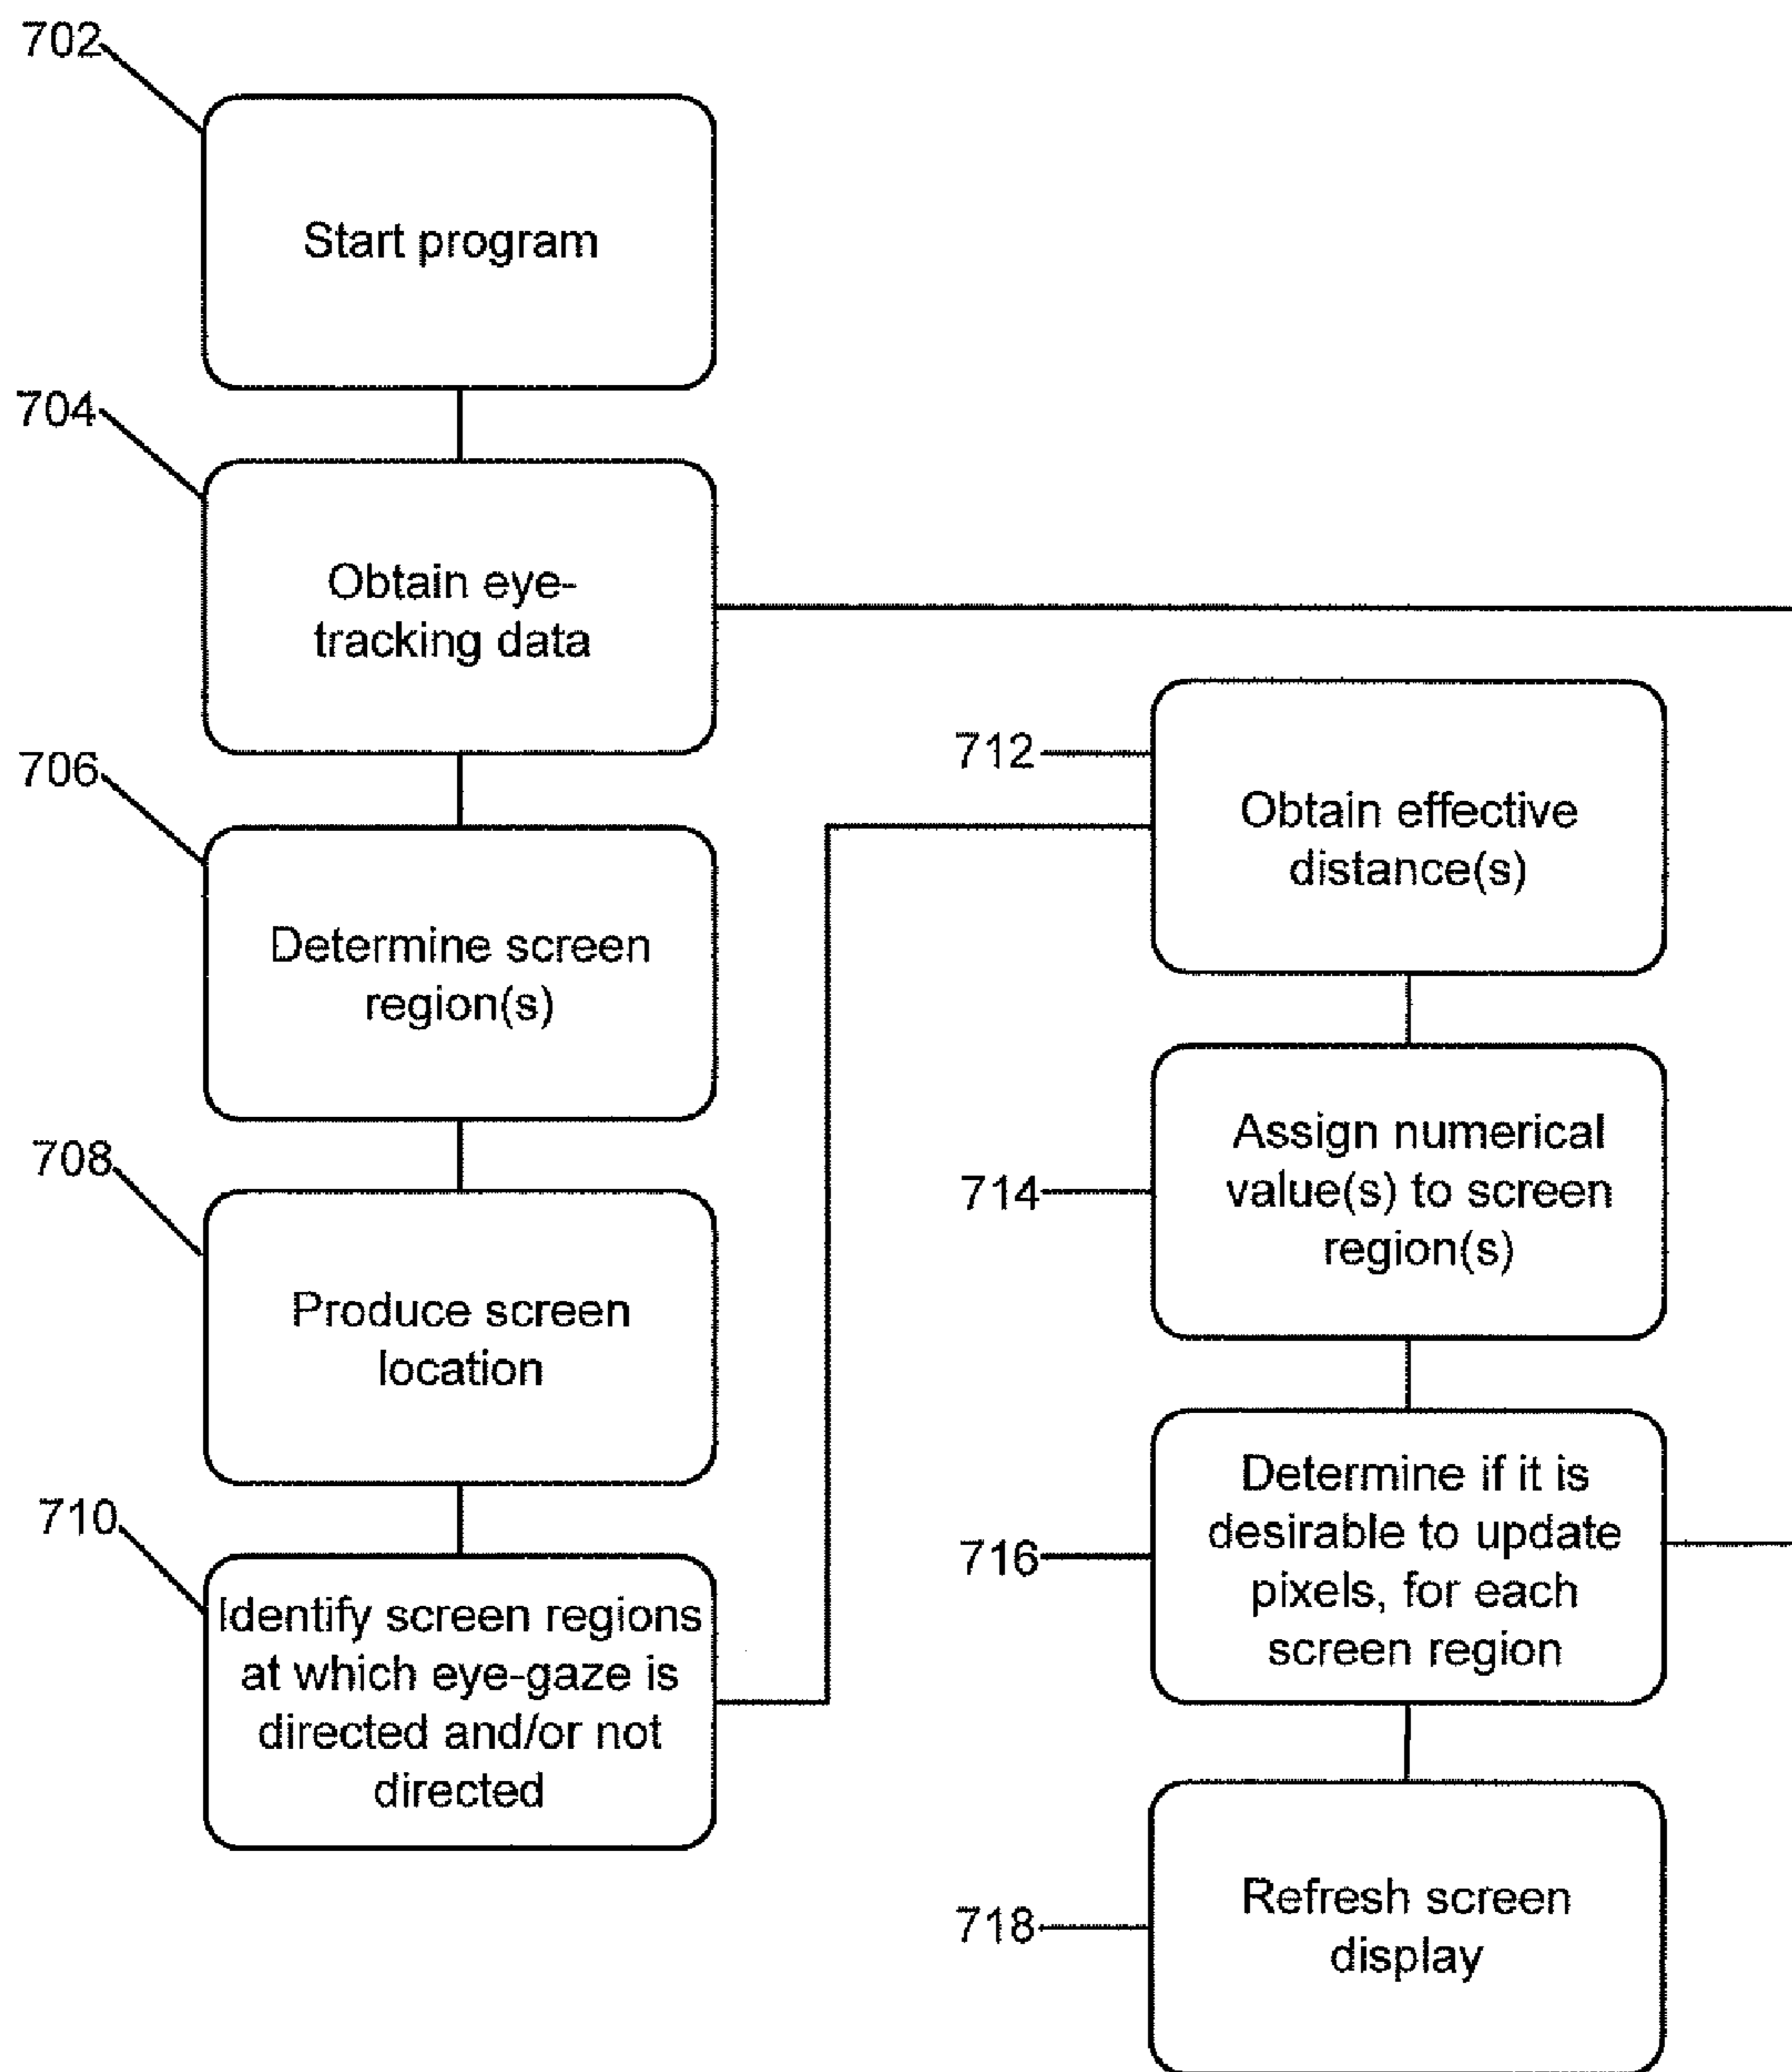 702
Start program
704
Obtain eye-
tracking data
706
Determine screen
region(s)
708
Produce screen
location
710
Identify screen regions
at which eye-gaze is
directed and/or not
directed
712
Obtain effective
distance(s)
714
Assign numerical
value(s) to screen
region(s)
716
Determine if it is
desirable to update
pixels, for each
screen region
718
Refresh screen
display